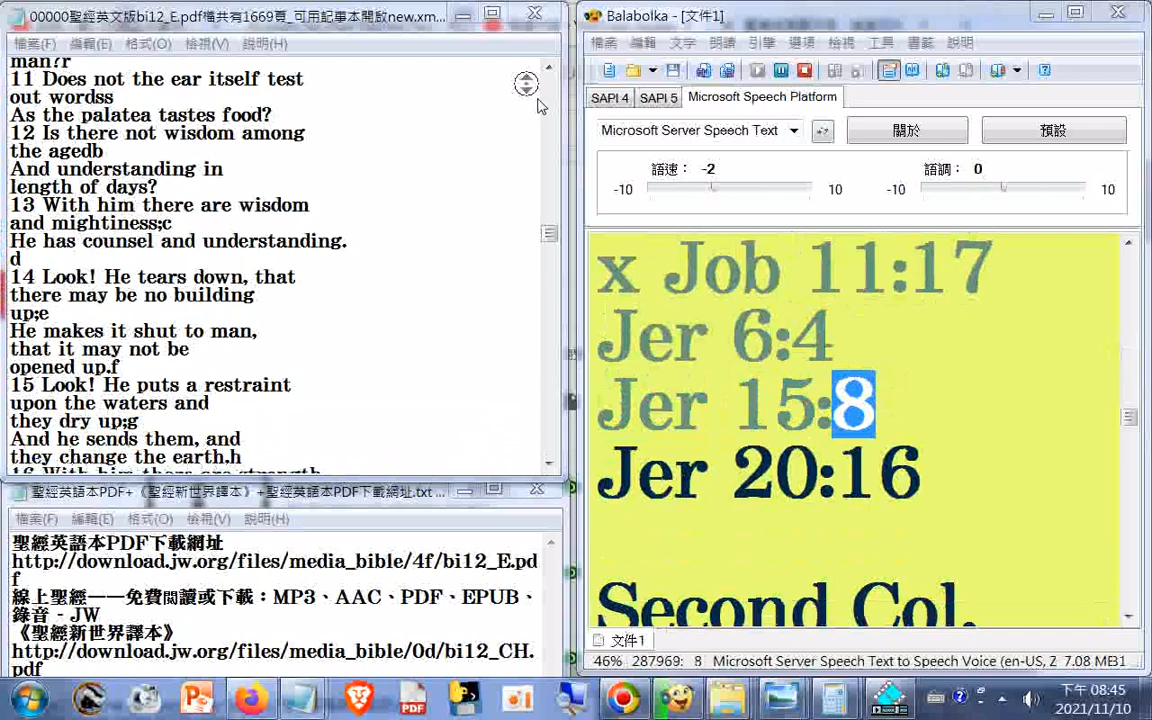 00000聖經英文版bi12_E.pdf檔共有1669頁_可用記事本開啟new.xm...
檔案(F) 編輯(E) 格式(O) 檢視(V) 說明(H)
man?r
11 Does not the ear itself test
out wordss
As the palatea tastes food?
12 Is there not wisdom among
the agedb
And understanding in
length of days?
13 With him there are wisdom
and mightiness;c
He has counsel and understanding.
d
14 Look! He tears down, that
there may be no building
up;e
He makes it shut to man,
that it may not be
opened up.f
15 Look! He puts a restraint
upon the waters and
they dry up;g
And he sends them, and
they change the earth.h
16 With him there are strength
聖經英語本PDF+《聖經新世界譯本》+聖經英語本PDF下載網址.txt ...
檔案(F) 編輯(E) 格式(O) 檢視(V) 說明(H)
聖經英語本PDF下載網址
http://download.jw.org/files/media_bible/4f/bi12_E.pd
f
線上聖經——免費閱讀或下載：MP3、AAC、PDF、EPUB、
錄音 - JW
《聖經新世界譯本》
http://download.jw.org/files/media_bible/0d/bi12_CH.
pdf
Balabolka - [文件1]
檔案 編輯 文字 朗讀 引擎 選項 檢視 工具 書籤 說明
SAPI 4 SAPI 5 Microsoft Speech Platform
Microsoft Server Speech Text 關於 預設
語速： -2 語調： 0
-10 10 -10 10
x Job 11:17
Jer 6:4
Jer 15:8
Jer 20:16
Second Col.
文件1
46% 287969: 8 Microsoft Server Speech Text to Speech Voice (en-US, Z 7.08 MB1
下午 08:45
2021/11/10